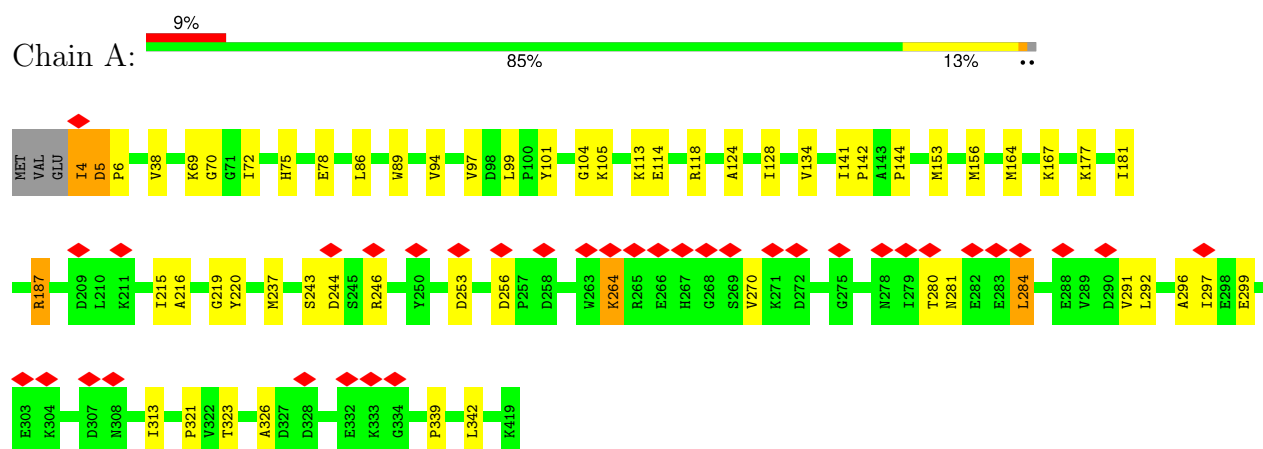 9%
Chain A:
85% 13% ••
MET VAL GLU I4 D5 P6 V38 K69 G70 G71 I72 H75 E78 L86 W89 V94 V97 D98 L99 P100 Y101 G104 K105 K113 E114 R118 A124 I128 V134 I141 P142 A143 P144 M153 M156 M164 K167 K177 I181
R187 D209 L210 K211 I215 A216 G219 Y220 M237 S243 D244 S245 R246 Y250 D253 D256 P257 D258 W263 K264 R265 E266 H267 G268 S269 V270 K271 D272 G275 N278 I279 T280 N281 E282 E283 L284 E288 V289 D290 V291 L292 A296 I297 E298 E299
E303 K304 D307 N308 I313 P321 V322 T323 A326 D327 D328 E332 K333 G334 P339 L342 K419